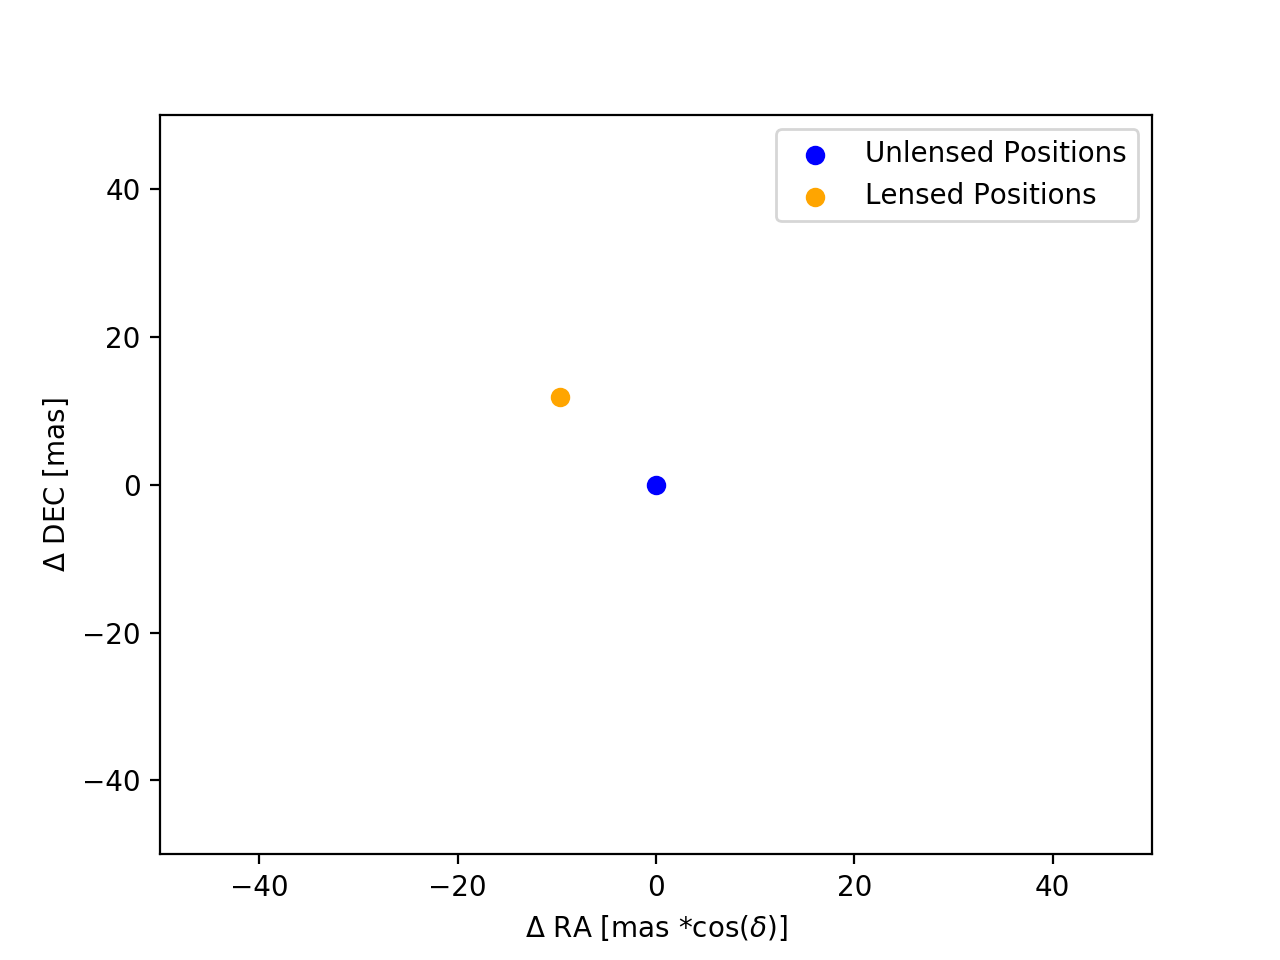 Unlensed Positions
Lensed Positions
40
20
0
−20
−40
Δ DEC [mas]
−40 −20 0 20 40
Δ RA [mas *cos(δ)]